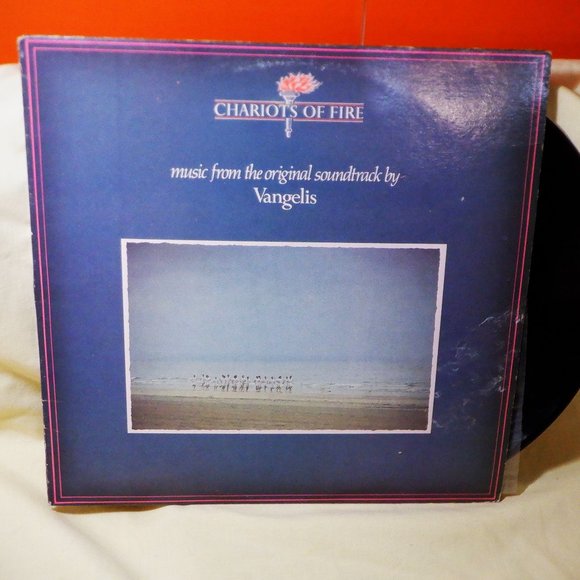 CHARIOTS OF FIRE
music from the original soundtrack by
Vangelis